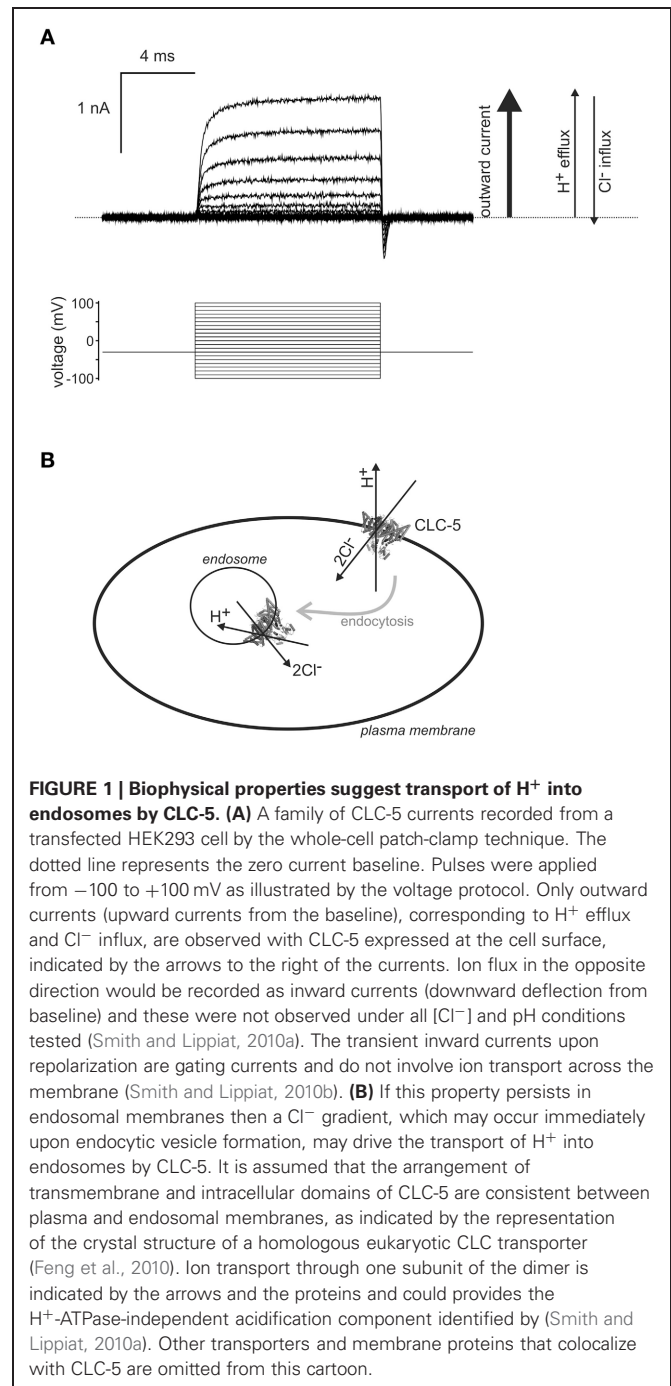 A
4 ms
1 nA
outward current
H⁺ efflux
Cl⁻ influx
voltage (mV)
100
0
-100
B
H⁺
CLC-5
2Cl⁻
endosome
H⁺
endocytosis
2Cl⁻
plasma membrane
FIGURE 1 | Biophysical properties suggest transport of H⁺ into
endosomes by CLC-5. (A) A family of CLC-5 currents recorded from a
transfected HEK293 cell by the whole-cell patch-clamp technique. The
dotted line represents the zero current baseline. Pulses were applied
from −100 to +100 mV as illustrated by the voltage protocol. Only outward
currents (upward currents from the baseline), corresponding to H⁺ efflux
and Cl⁻ influx, are observed with CLC-5 expressed at the cell surface,
indicated by the arrows to the right of the currents. Ion flux in the opposite
direction would be recorded as inward currents (downward deflection from
baseline) and these were not observed under all [Cl⁻] and pH conditions
tested (Smith and Lippiat, 2010a). The transient inward currents upon
repolarization are gating currents and do not involve ion transport across the
membrane (Smith and Lippiat, 2010b). (B) If this property persists in
endosomal membranes then a Cl⁻ gradient, which may occur immediately
upon endocytic vesicle formation, may drive the transport of H⁺ into
endosomes by CLC-5. It is assumed that the arrangement of
transmembrane and intracellular domains of CLC-5 are consistent between
plasma and endosomal membranes, as indicated by the representation
of the crystal structure of a homologous eukaryotic CLC transporter
(Feng et al., 2010). Ion transport through one subunit of the dimer is
indicated by the arrows and the proteins and could provides the
H⁺-ATPase-independent acidification component identified by (Smith and
Lippiat, 2010a). Other transporters and membrane proteins that colocalize
with CLC-5 are omitted from this cartoon.